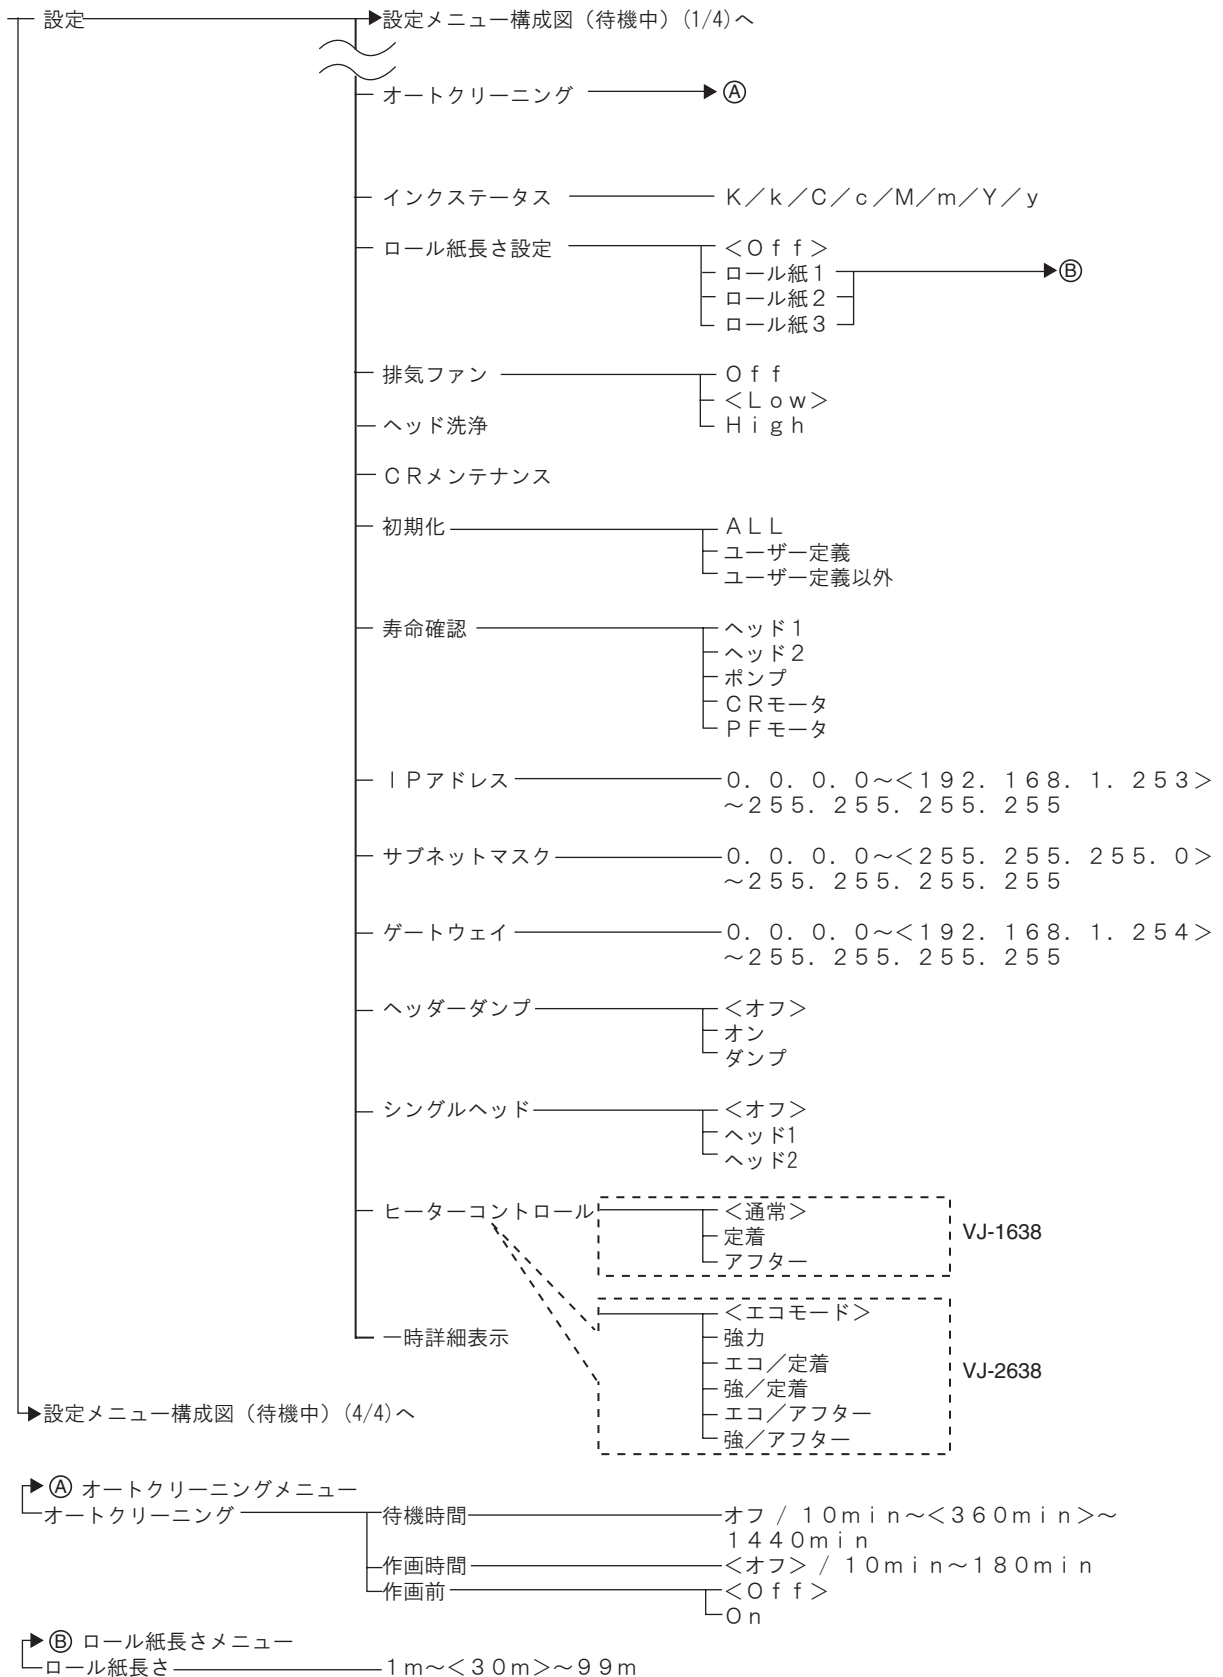 設定
設定メニュー構成図（待機中）(1/4)へ
オートクリーニング Ⓐ
インクステータス K／k／C／c／M／m／Y／y
ロール紙長さ設定 ＜Off＞
ロール紙1 Ⓑ
ロール紙2
ロール紙3
排気ファン Off
＜Low＞
ヘッド洗浄 High
CRメンテナンス
初期化 ALL
ユーザー定義
ユーザー定義以外
寿命確認 ヘッド1
ヘッド2
ポンプ
CRモータ
PFモータ
IPアドレス 0.0.0.0～＜192.168.1.253＞
～255.255.255.255
サブネットマスク 0.0.0.0～＜255.255.255.0＞
～255.255.255.255
ゲートウェイ 0.0.0.0～＜192.168.1.254＞
～255.255.255.255
ヘッダーダンプ ＜オフ＞
オン
ダンプ
シングルヘッド ＜オフ＞
ヘッド1
ヘッド2
ヒーターコントロール ＜通常＞
定着 VJ-1638
アフター
＜エコモード＞
一時詳細表示 強力
エコ／定着 VJ-2638
強／定着
設定メニュー構成図（待機中）(4/4)へ エコ／アフター
強／アフター
Ⓐ オートクリーニングメニュー
オートクリーニング 待機時間 オフ / 10min～＜360min＞～
1440min
作画時間 ＜オフ＞ / 10min～180min
作画前 ＜Off＞
On
Ⓑ ロール紙長さメニュー
ロール紙長さ 1m～＜30m＞～99m